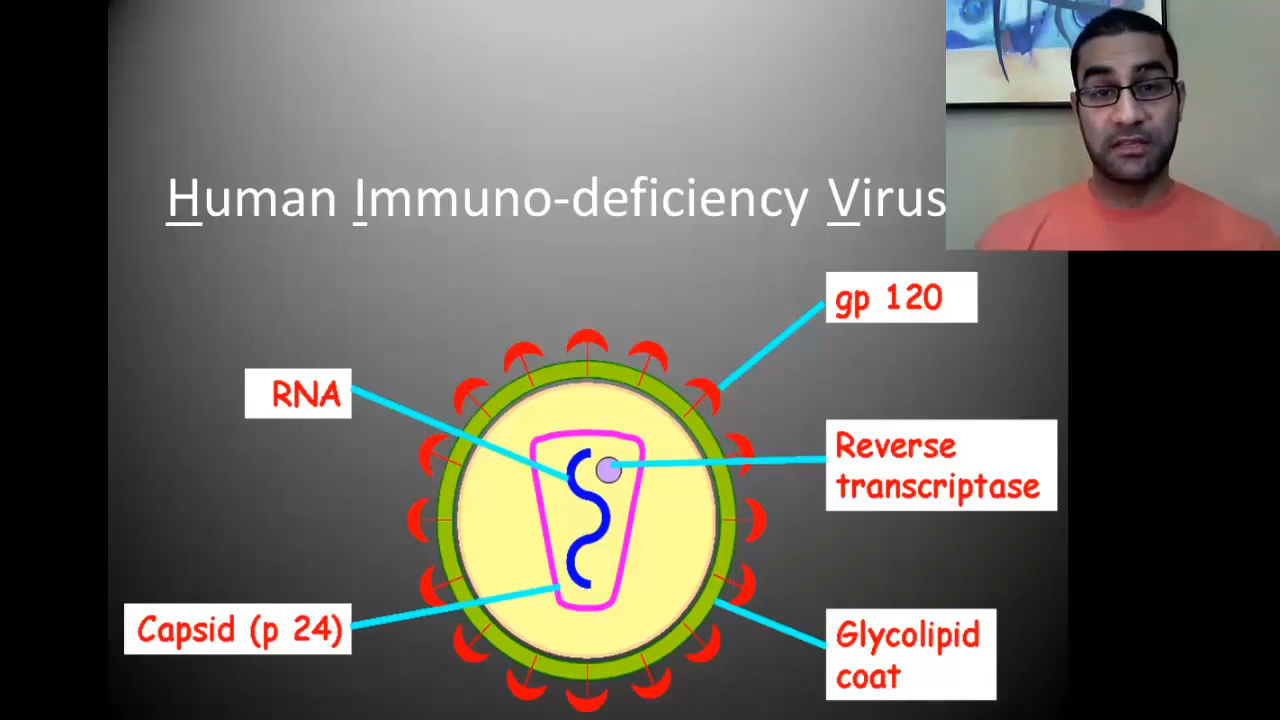 Human Immuno-deficiency Virus
gp 120
RNA
Reverse
transcriptase
Capsid (p 24)
Glycolipid
coat